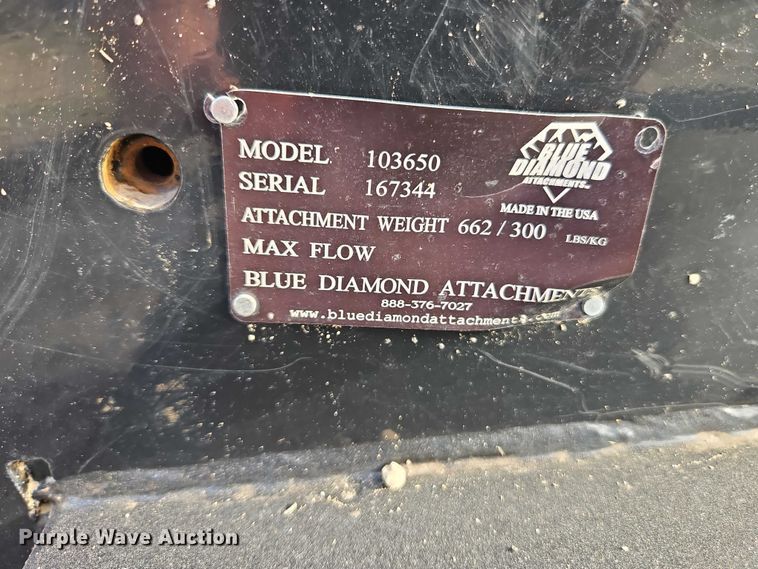 MODEL 103650
SERIAL 167344
BLUE
DIAMOND
ATTACHMENTS
MADE IN THE USA
ATTACHMENT WEIGHT 662 / 300 LBS/KG
MAX FLOW
BLUE DIAMOND ATTACHMENTS
888-376-7027
www.bluediamondattachments.com
Purple Wave Auction